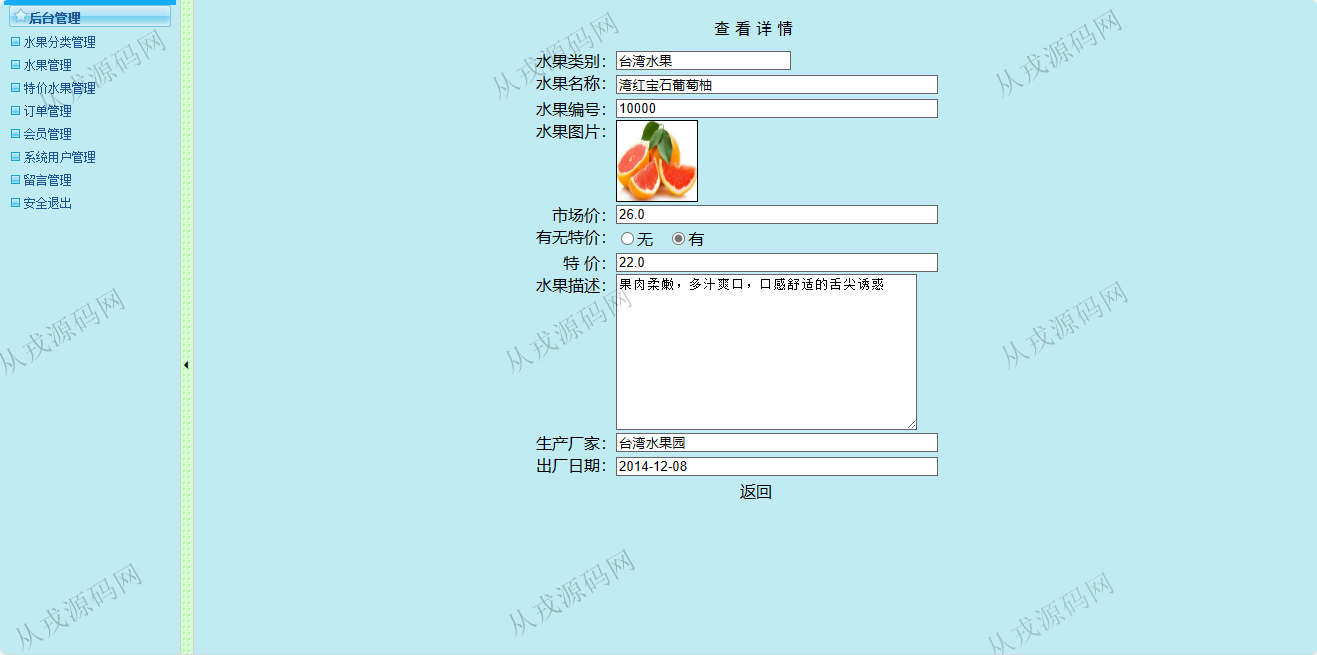 后台管理
水果分类管理
水果管理
特价水果管理
订单管理
会员管理
系统用户管理
留言管理
安全退出
查看详情
水果类别： 台湾水果
水果名称： 湾红宝石葡萄柚
水果编号： 10000
水果图片：
市场价： 26.0
有无特价： 无 有
特 价： 22.0
水果描述： 果肉柔嫩，多汁爽口，口感舒适的舌尖诱惑
生产厂家： 台湾水果园
出厂日期： 2014-12-08
返回
从戎源码网
从戎源码网
从戎源码网
从戎源码网
从戎源码网
从戎源码网
从戎源码网
从戎源码网
从戎源码网